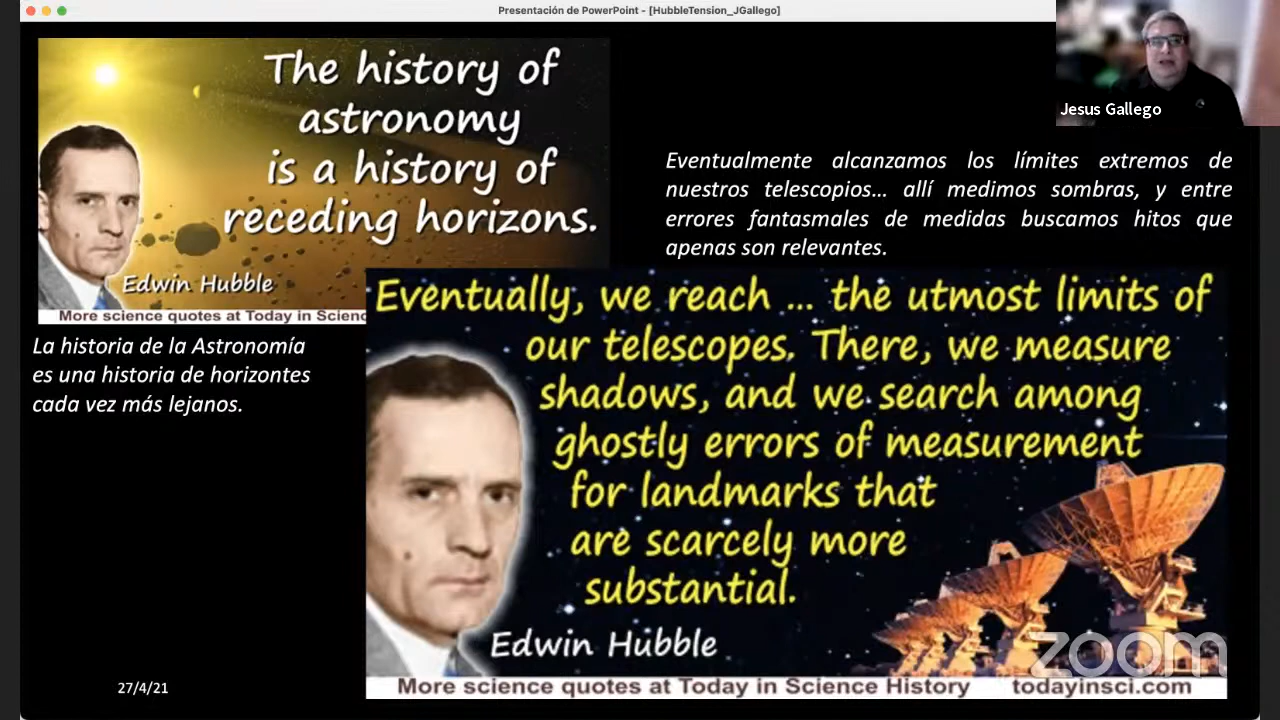 Presentación de PowerPoint - [HubbleTension_JGallego]
The history of
astronomy
is a history of
receding horizons.
Edwin Hubble
More science quotes at Today in Scienc
La historia de la Astronomía
es una historia de horizontes
cada vez más lejanos.
Jesus Gallego
Eventualmente alcanzamos los límites extremos de
nuestros telescopios... allí medimos sombras, y entre
errores fantasmales de medidas buscamos hitos que
apenas son relevantes.
Eventually, we reach ... the utmost limits of
our telescopes. There, we measure
shadows, and we search among
ghostly errors of measurement
for landmarks that
are scarcely more
substantial.
Edwin Hubble
zoom
More science quotes at Today in Science History todayinsci.com
27/4/21